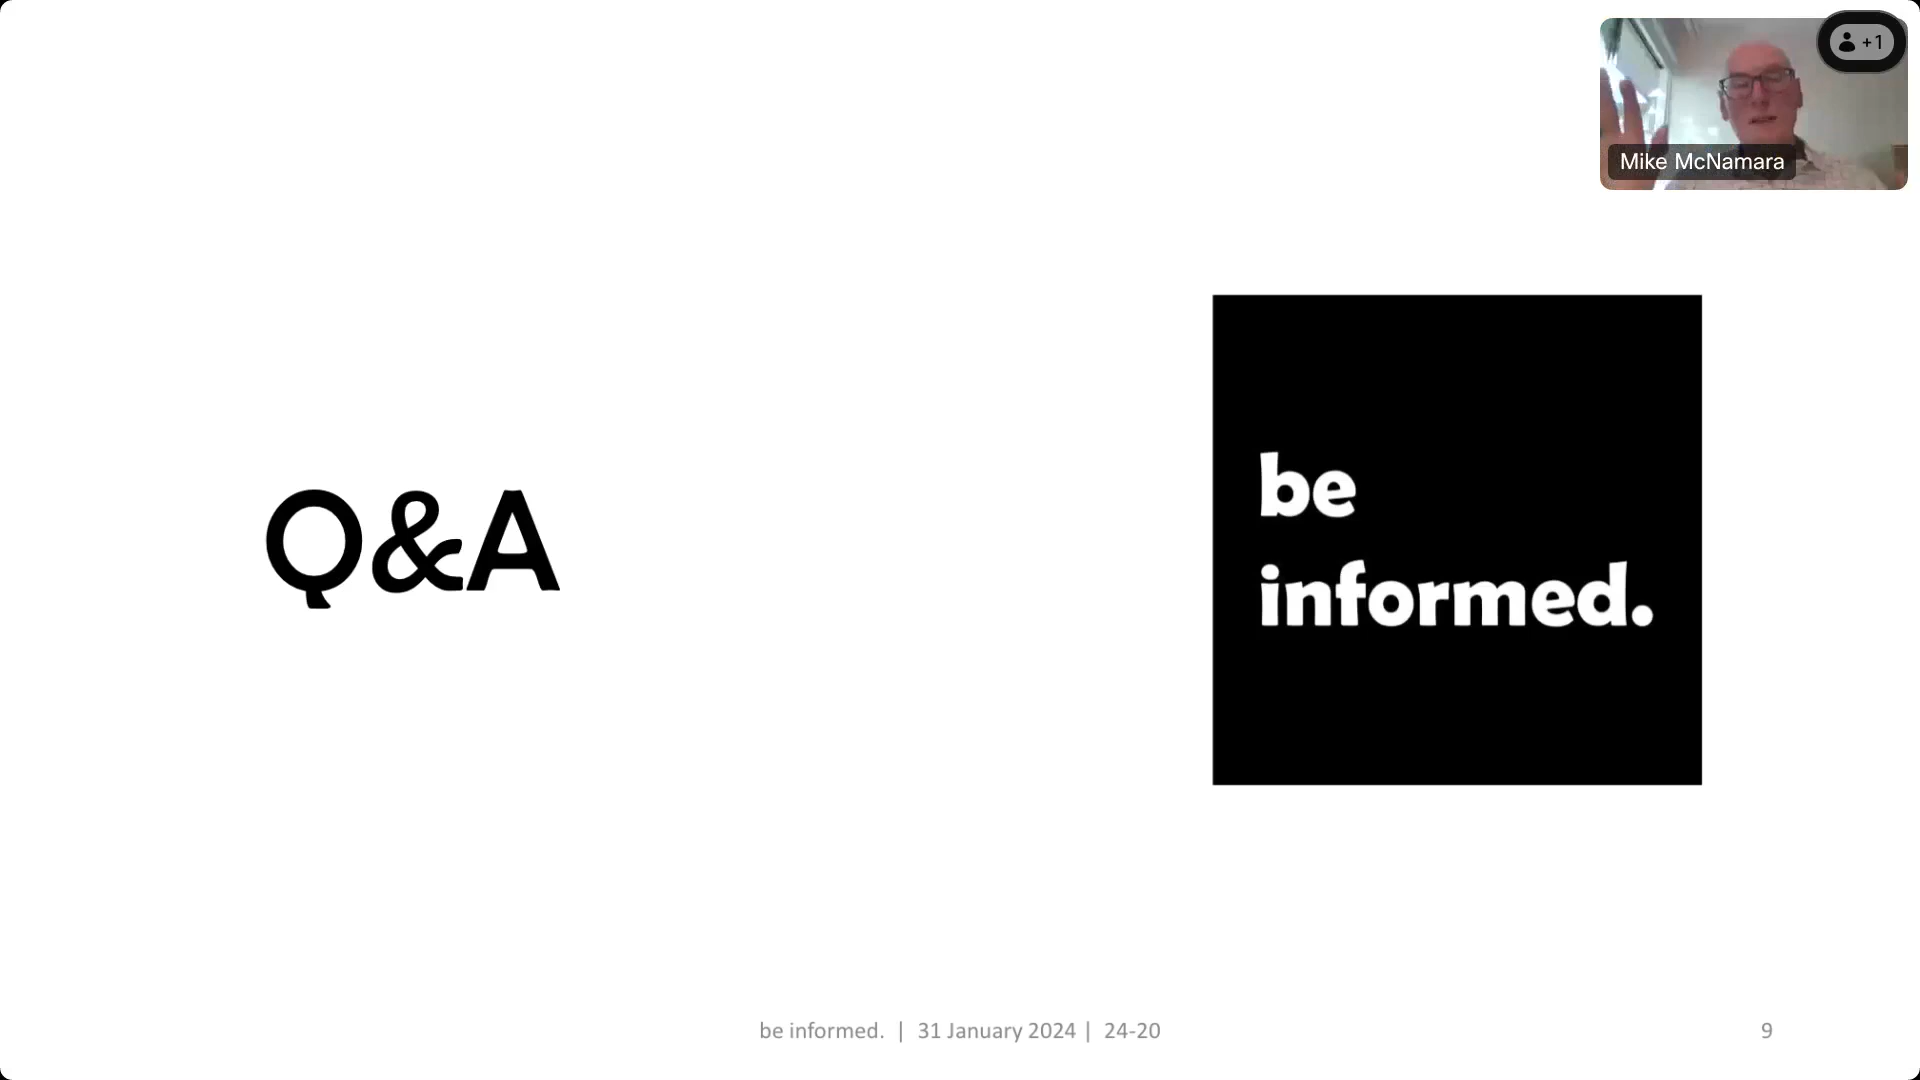 +1
Mike McNamara
Q&A
be
informed.
be informed. | 31 January 2024 | 24-20
9